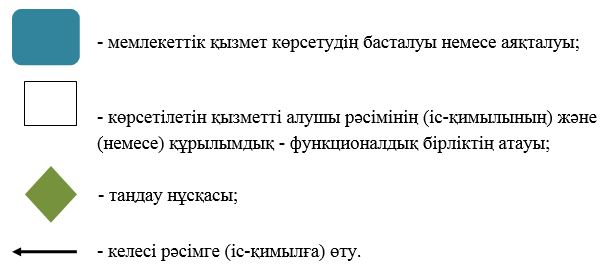 - мемлекеттік қызмет көрсетудің басталуы немесе аяқталуы;
- көрсетілетін қызметті алушы рәсімінің (іс-қимылының) және
(немесе) құрылымдық - функционалдық бірліктің атауы;
- таңдау нұсқасы;
- келесі рәсімге (іс-қимылға) өту.